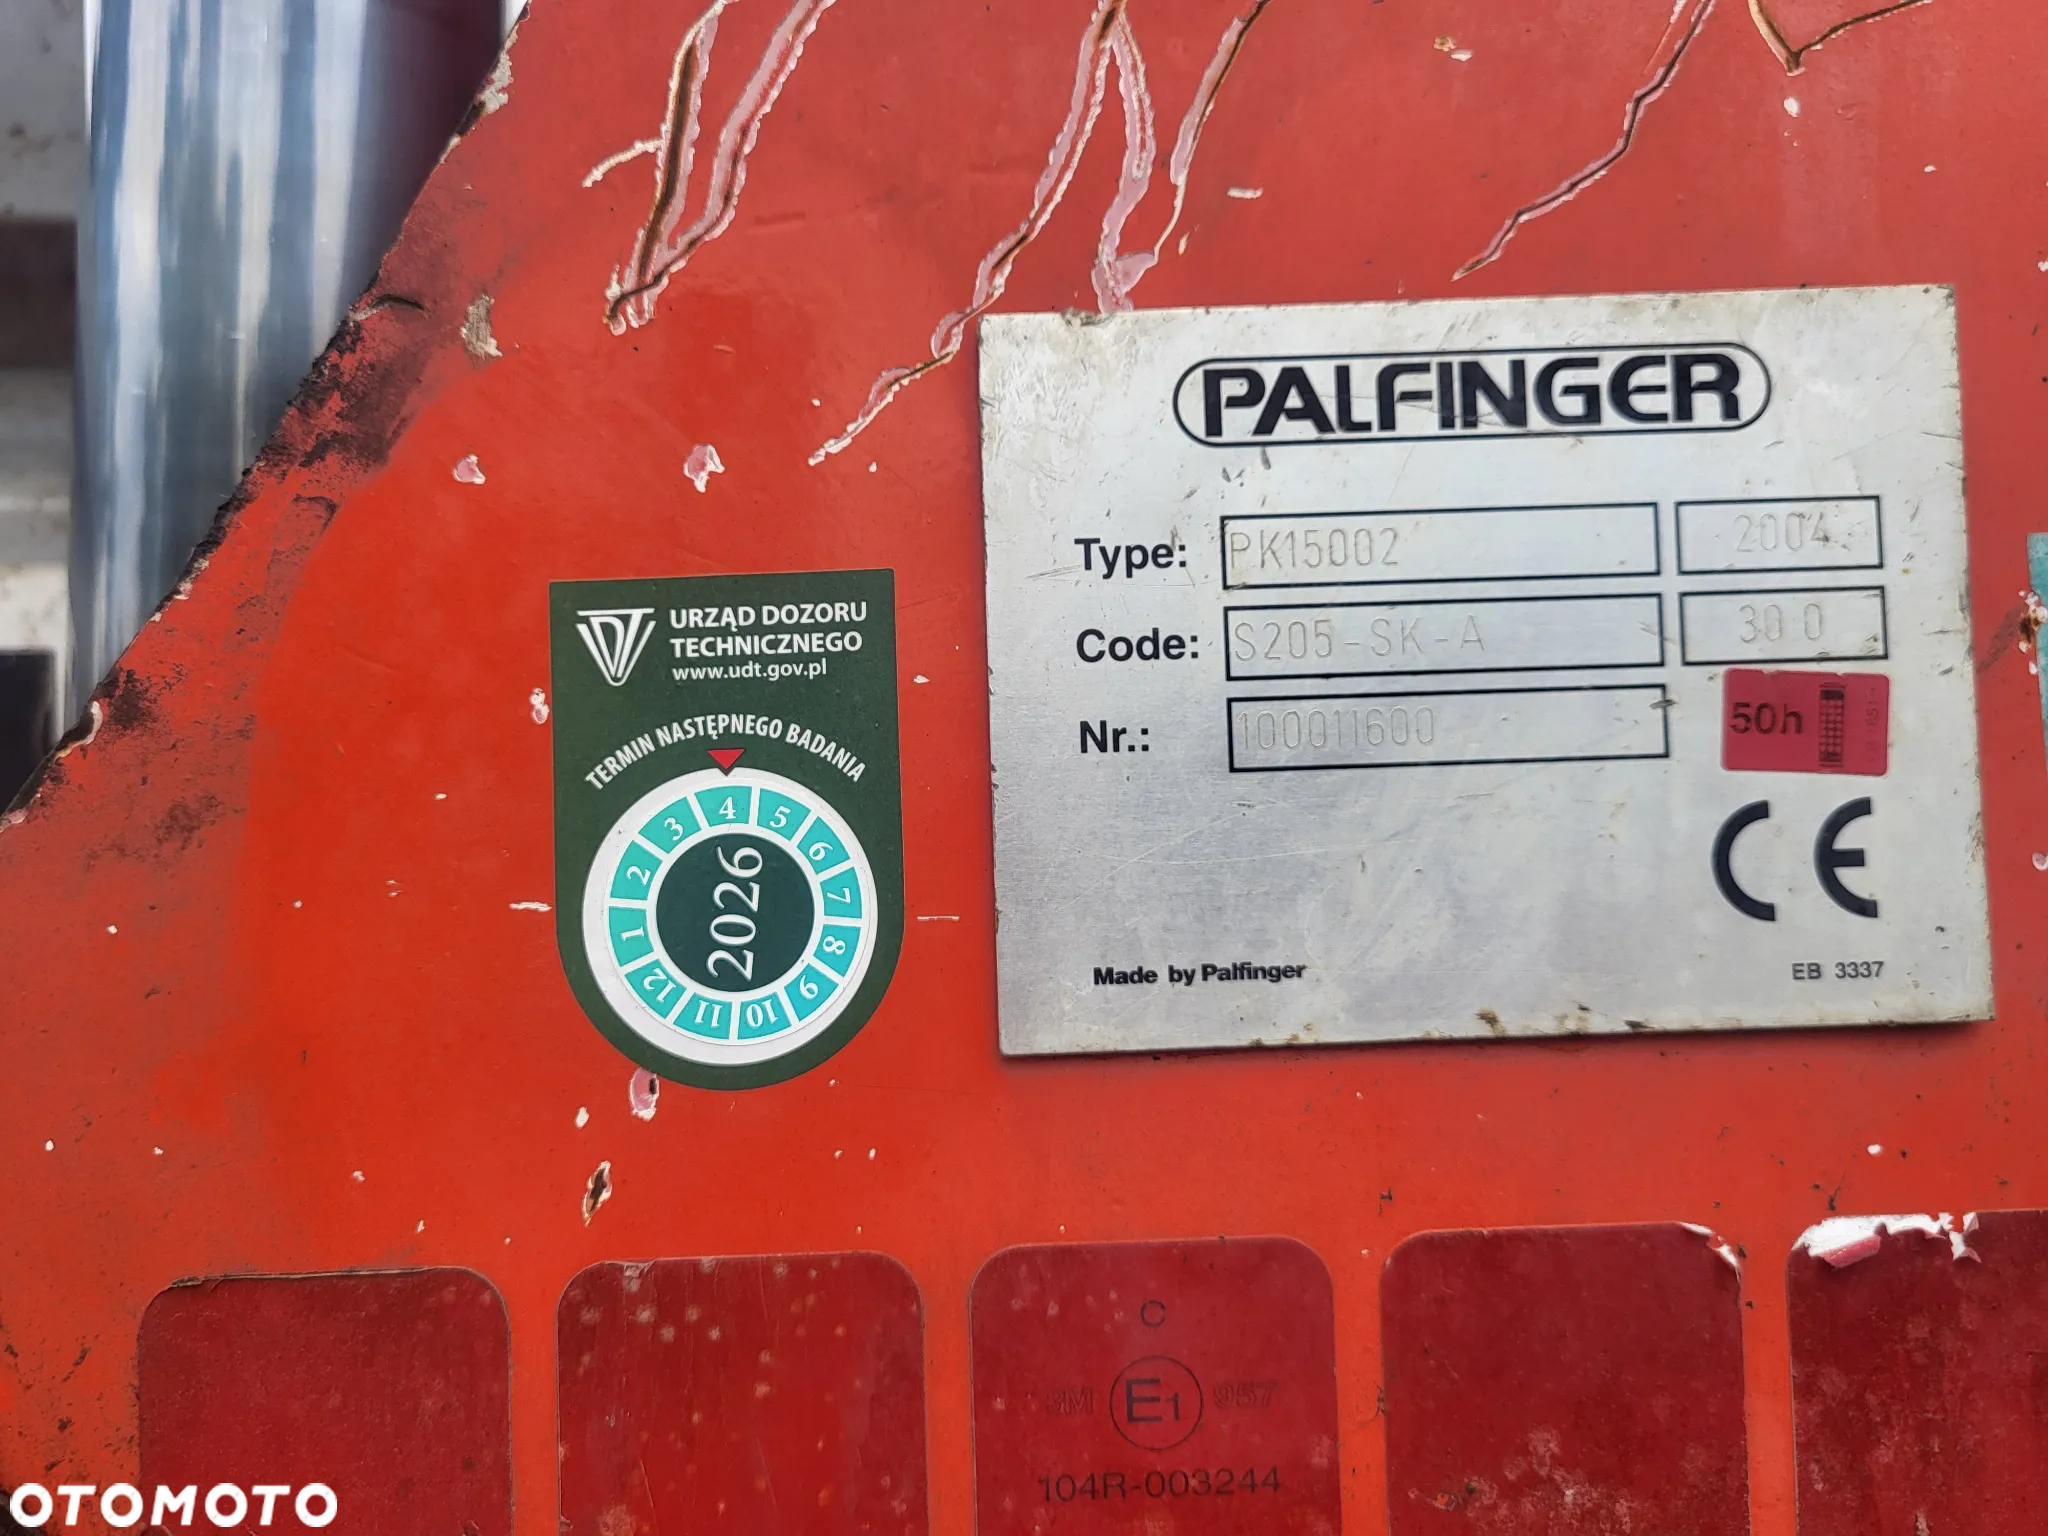 URZĄD DOZORU
TECHNICZNEGO
www.udt.gov.pl
TERMIN NASTĘPNEGO BADANIA
1 2 3 4 5 6 7 8 9 10 11 12
2026
PALFINGER
Type: PK15002 2004
Code: S205-SK-A 30 0
Nr.: 100011600
50h
CE
Made by Palfinger EB 3337
C
3M E1 957
104R-003244
OTOMOTO